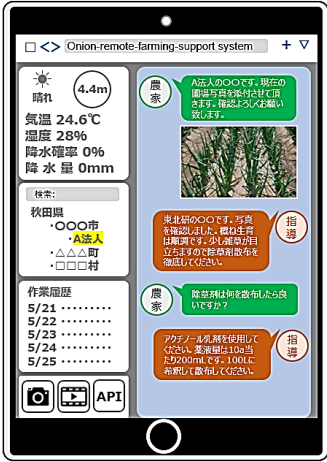 Onion-remote-farming-support system
晴れ
4.4m
気温 24.6℃
湿度 28%
降水確率 0%
降 水 量 0mm
検索:
秋田県
・〇〇〇市
・A法人
・△△△町
・□□□村
作業履歴
5/21 ………
5/22 ………
5/23 ………
5/24 ………
5/25 ………
API
農家
A法人の〇〇です。現在の
圃場写真を添付させて頂
きます。確認よろしくお願い
致します。
東北研の〇〇です。写真
を確認しました。概ね生育
は順調です。少し雑草が目
立ちますので除草剤散布を
徹底してください。
指導
農家
除草剤は何を散布したら良
いですか?
アクチノール乳剤を使用して
ください。薬液量は10a当
たり200mLです。100Lに
希釈して散布してください。
指導